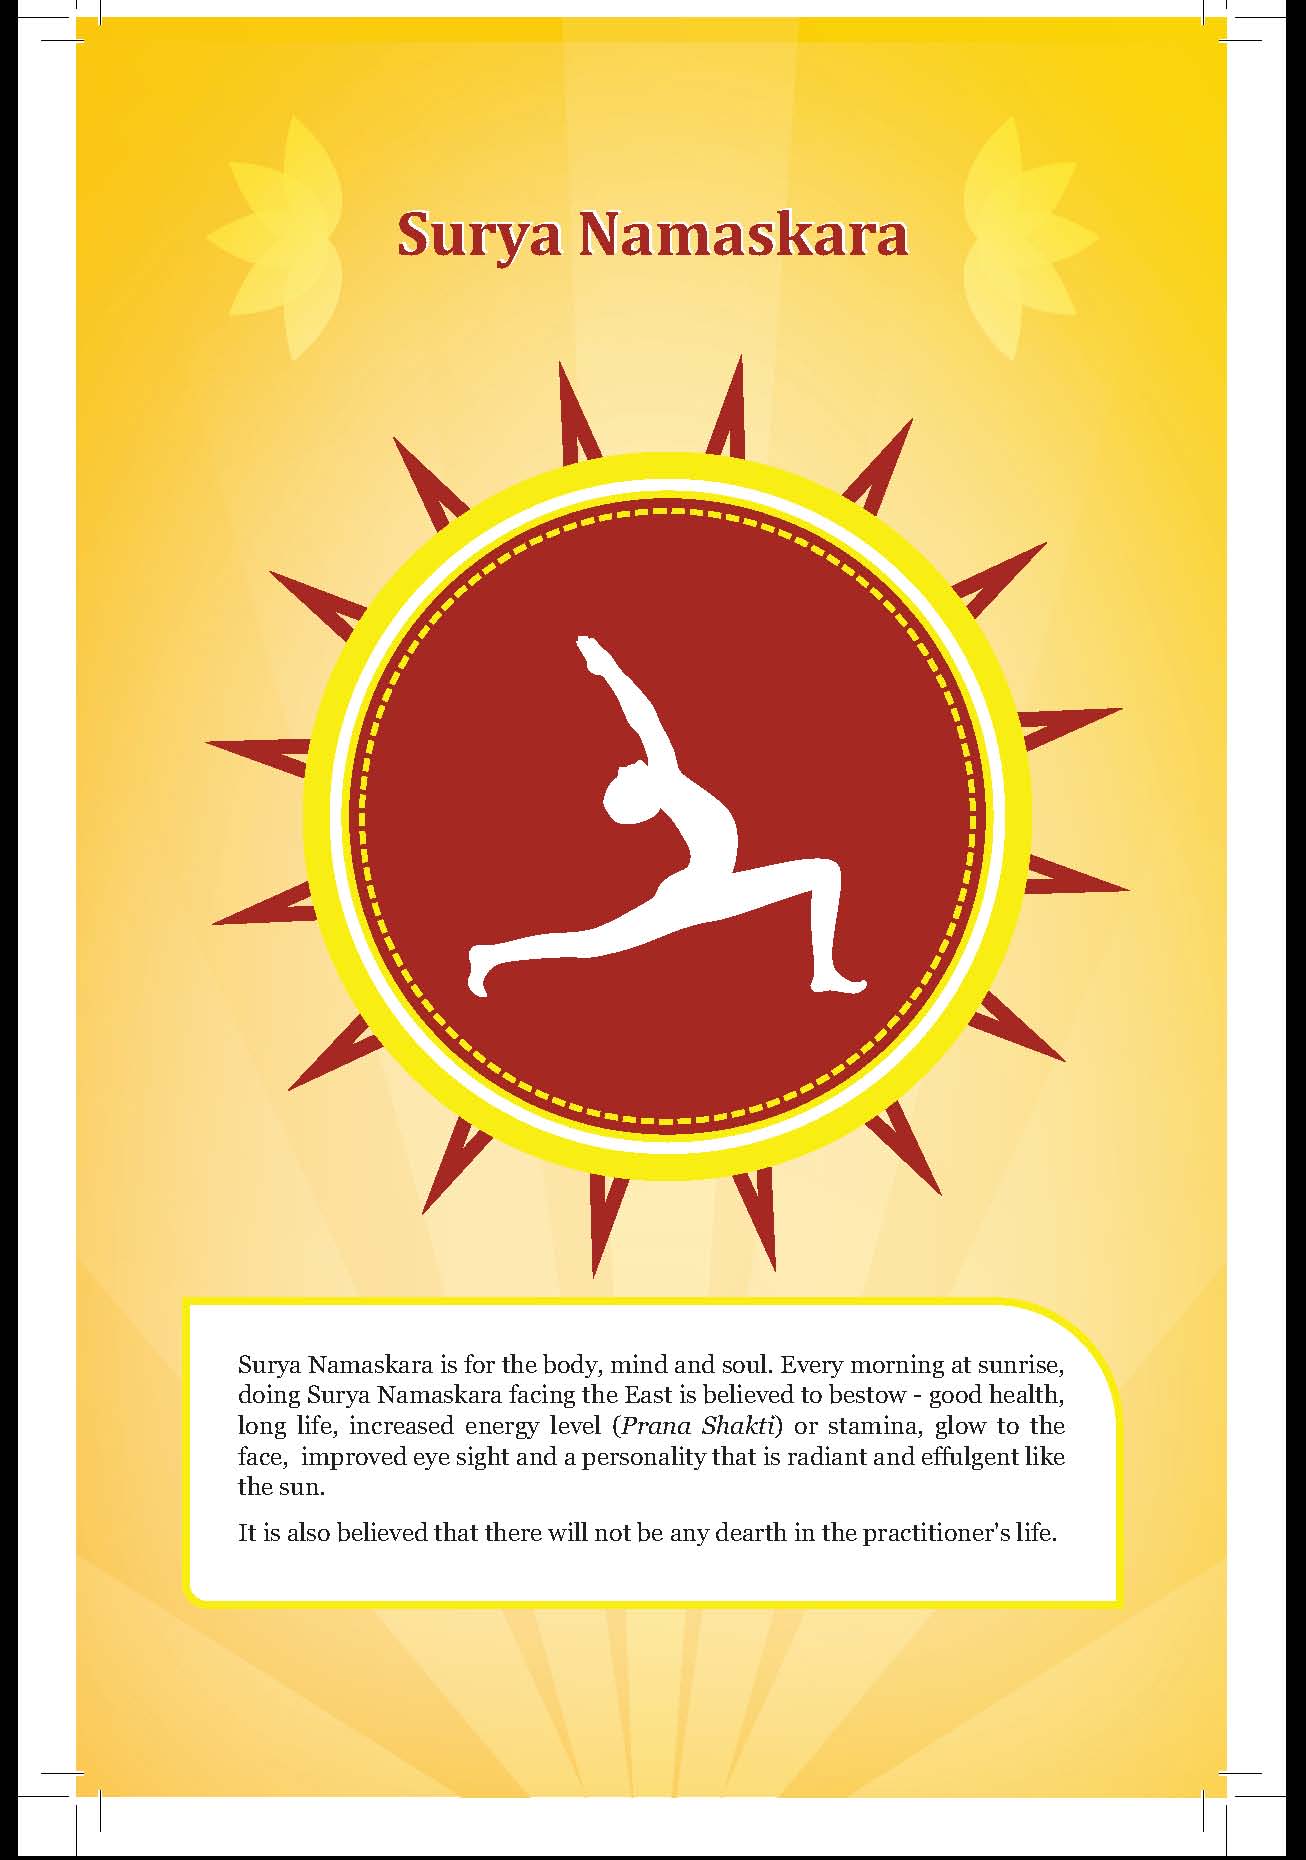 Surya Namaskara
Surya Namaskara is for the body, mind and soul. Every morning at sunrise,
doing Surya Namaskara facing the East is believed to bestow - good health,
long life, increased energy level (Prana Shakti) or stamina, glow to the
face,  improved eye sight and a personality that is radiant and effulgent like
the sun.
It is also believed that there will not be any dearth in the practitioner's life.